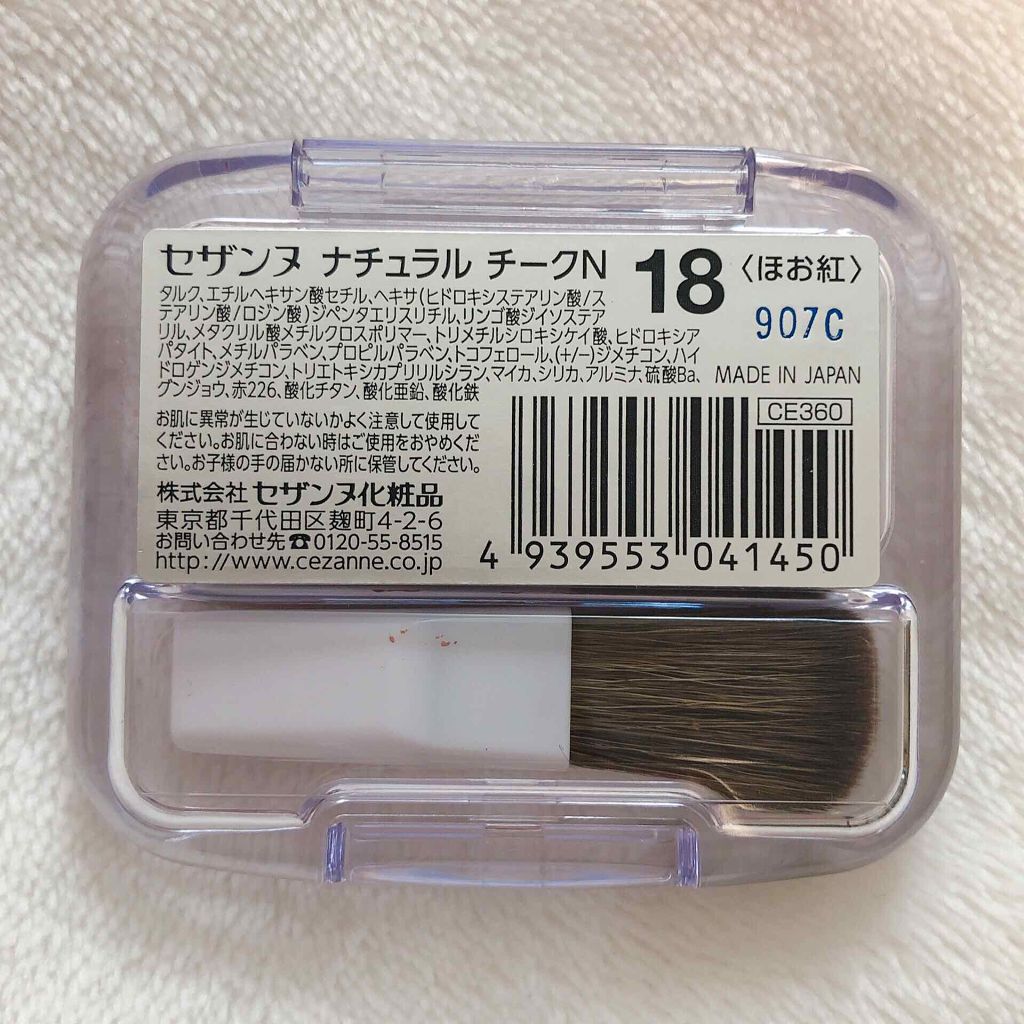 セザンヌ ナチュラル チークN 18 〈ほお紅〉
タルク、エチルヘキサン酸セチル、ヘキサ(ヒドロキシステアリン酸/ス
テアリン酸/ロジン酸)ジペンタエリスリチル、リンゴ酸ジイソステア
リル、メタクリル酸メチルクロスポリマー、トリメチルシロキシケイ酸、ヒドロキシア
パタイト、メチルパラベン、プロピルパラベン、トコフェロール、(+/−)ジメチコン、ハイ
ドロゲンジメチコン、トリエトキシカプリリルシラン、マイカ、シリカ、アルミナ、硫酸Ba、
グンジョウ、赤226、酸化チタン、酸化亜鉛、酸化鉄
907C
MADE IN JAPAN
CE360
お肌に異常が生じていないかよく注意して使用して
ください。お肌に合わない時はご使用をおやめくだ
さい。お子様の手の届かない所に保管してください。
株式会社 セザンヌ化粧品
東京都千代田区麹町4-2-6
お問い合わせ先☎0120-55-8515
http://www.cezanne.co.jp
4 939553 041450